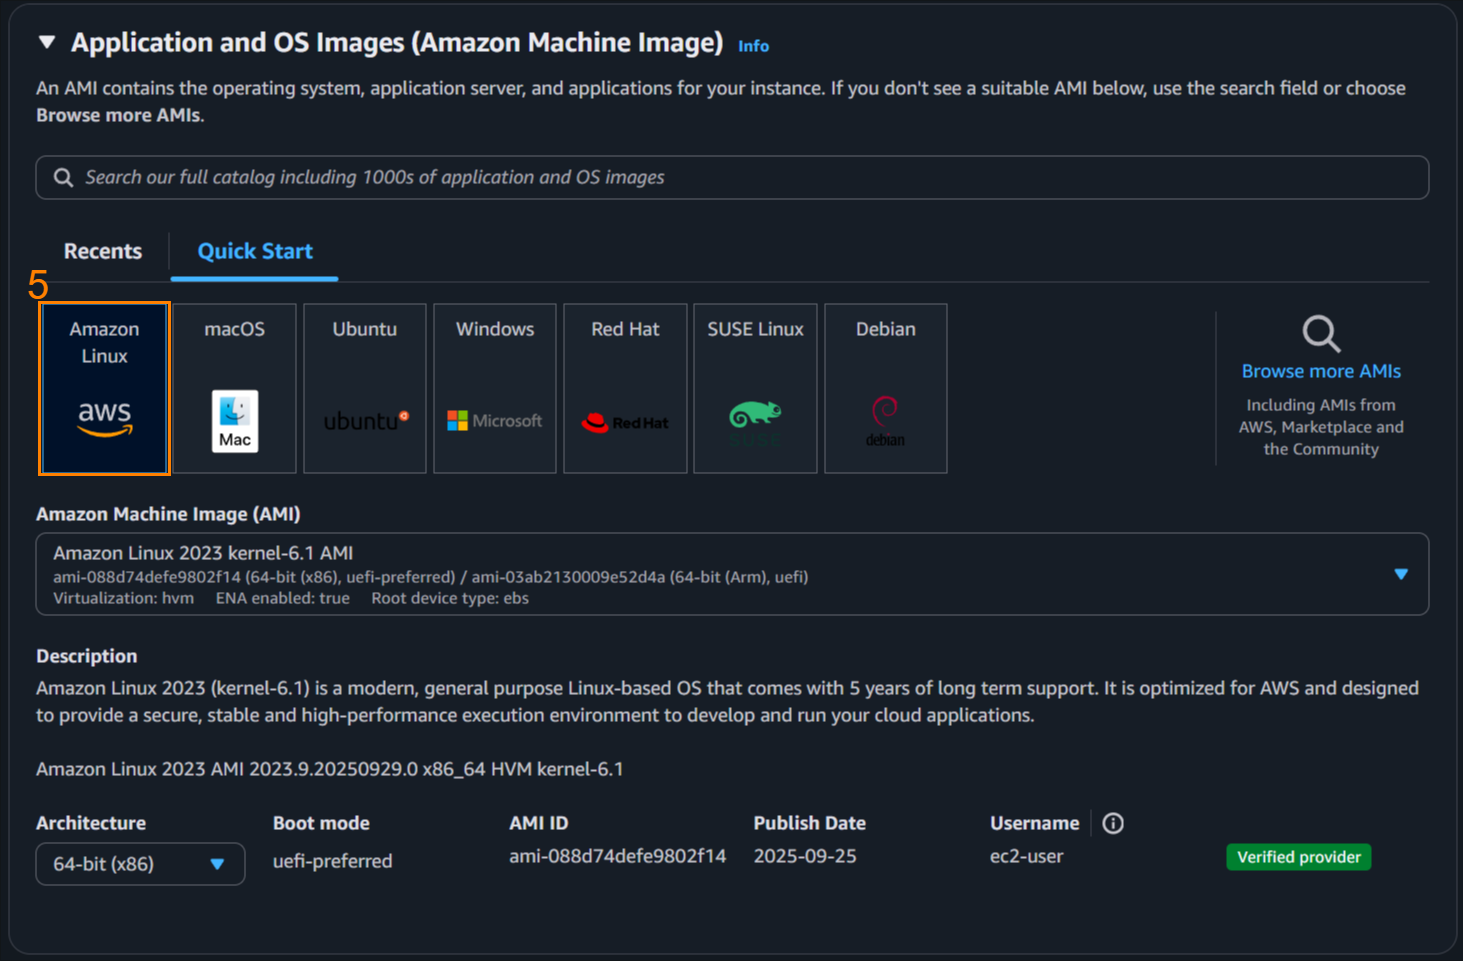 Application and OS Images (Amazon Machine Image) Info
An AMI contains the operating system, application server, and applications for your instance. If you don't see a suitable AMI below, use the search field or choose
Browse more AMIs.
Search our full catalog including 1000s of application and OS images
Recents
Quick Start
5
Amazon
Linux
aws
macOS
Mac
Ubuntu
ubuntu
Windows
Microsoft
Red Hat
Red Hat
SUSE Linux
SUSE
Debian
debian
Browse more AMIs
Including AMIs from
AWS, Marketplace and
the Community
Amazon Machine Image (AMI)
Amazon Linux 2023 kernel-6.1 AMI
ami-088d74defe9802f14 (64-bit (x86), uefi-preferred) / ami-03ab2130009e52d4a (64-bit (Arm), uefi)
Virtualization: hvm ENA enabled: true Root device type: ebs
Description
Amazon Linux 2023 (kernel-6.1) is a modern, general purpose Linux-based OS that comes with 5 years of long term support. It is optimized for AWS and designed
to provide a secure, stable and high-performance execution environment to develop and run your cloud applications.
Amazon Linux 2023 AMI 2023.9.20250929.0 x86_64 HVM kernel-6.1
Architecture
64-bit (x86)
Boot mode
uefi-preferred
AMI ID
ami-088d74defe9802f14
Publish Date
2025-09-25
Username
ec2-user
Verified provider